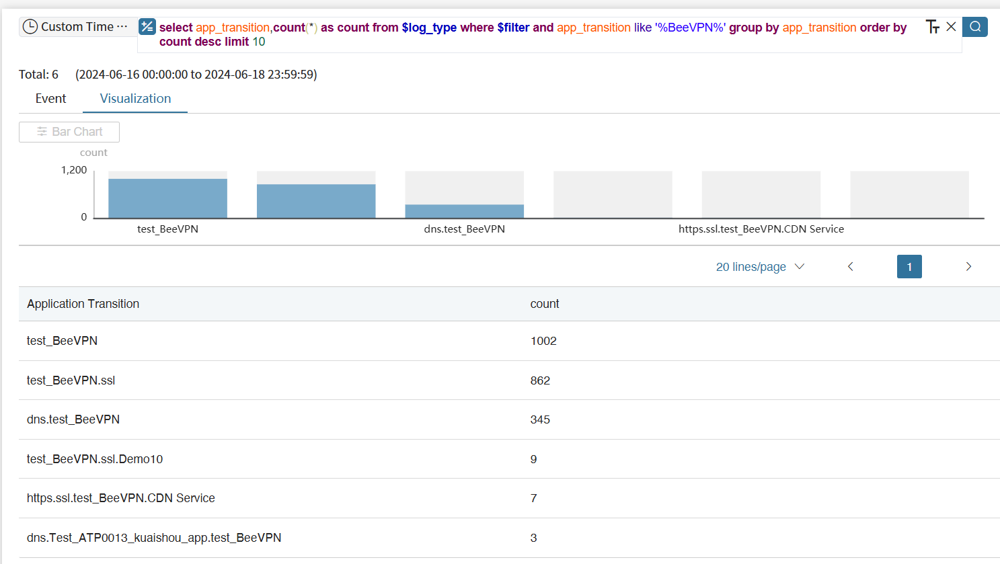 Custom Time ···
select app_transition,count(*) as count from $log_type where $filter and app_transition like '%BeeVPN%' group by app_transition order by
count desc limit 10
Total: 6 (2024-06-16 00:00:00 to 2024-06-18 23:59:59)
Event Visualization
Bar Chart
count
1,200
0
test_BeeVPN dns.test_BeeVPN https.ssl.test_BeeVPN.CDN Service
20 lines/page 1
Application Transition count
test_BeeVPN 1002
test_BeeVPN.ssl 862
dns.test_BeeVPN 345
test_BeeVPN.ssl.Demo10 9
https.ssl.test_BeeVPN.CDN Service 7
dns.Test_ATP0013_kuaishou_app.test_BeeVPN 3